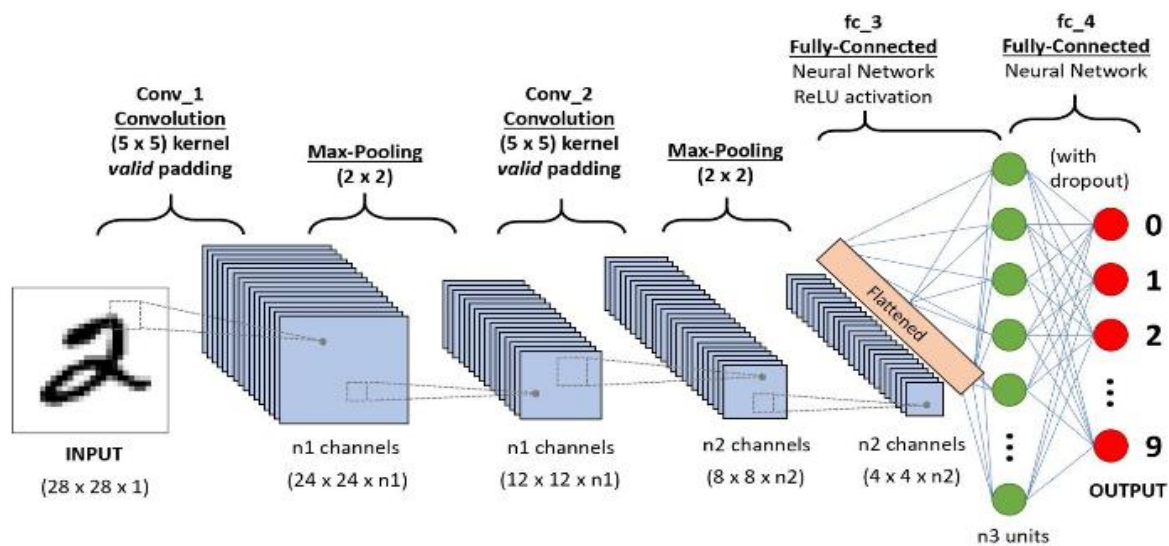 fc_3
Fully-Connected
Neural Network
ReLU activation
fc_4
Fully-Connected
Neural Network
Conv_1
Convolution
(5 x 5) kernel
valid padding
Max-Pooling
(2 x 2)
Conv_2
Convolution
(5 x 5) kernel
valid padding
Max-Pooling
(2 x 2)
(with
dropout)
Flattened
0
1
2
9
INPUT
(28 x 28 x 1)
n1 channels
(24 x 24 x n1)
n1 channels
(12 x 12 x n1)
n2 channels
(8 x 8 x n2)
n2 channels
(4 x 4 x n2)
n3 units
OUTPUT
2